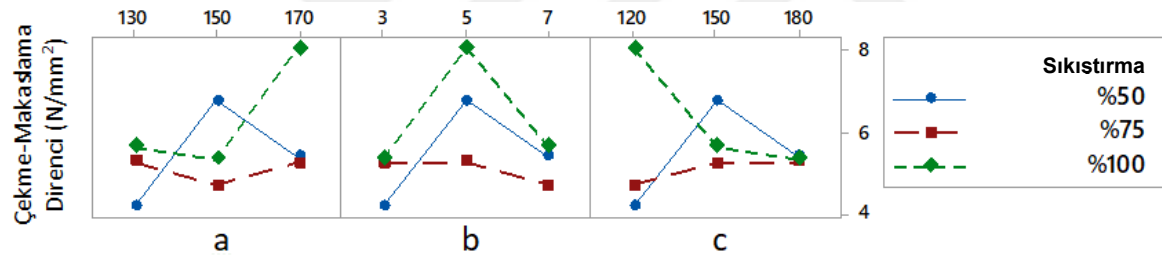 130 150 170 3 5 7 120 150 180
Çekme-Makaslama
Direnci (N/mm²)
8
6
4
Sıkıstırma
%50
%75
%100
a b c